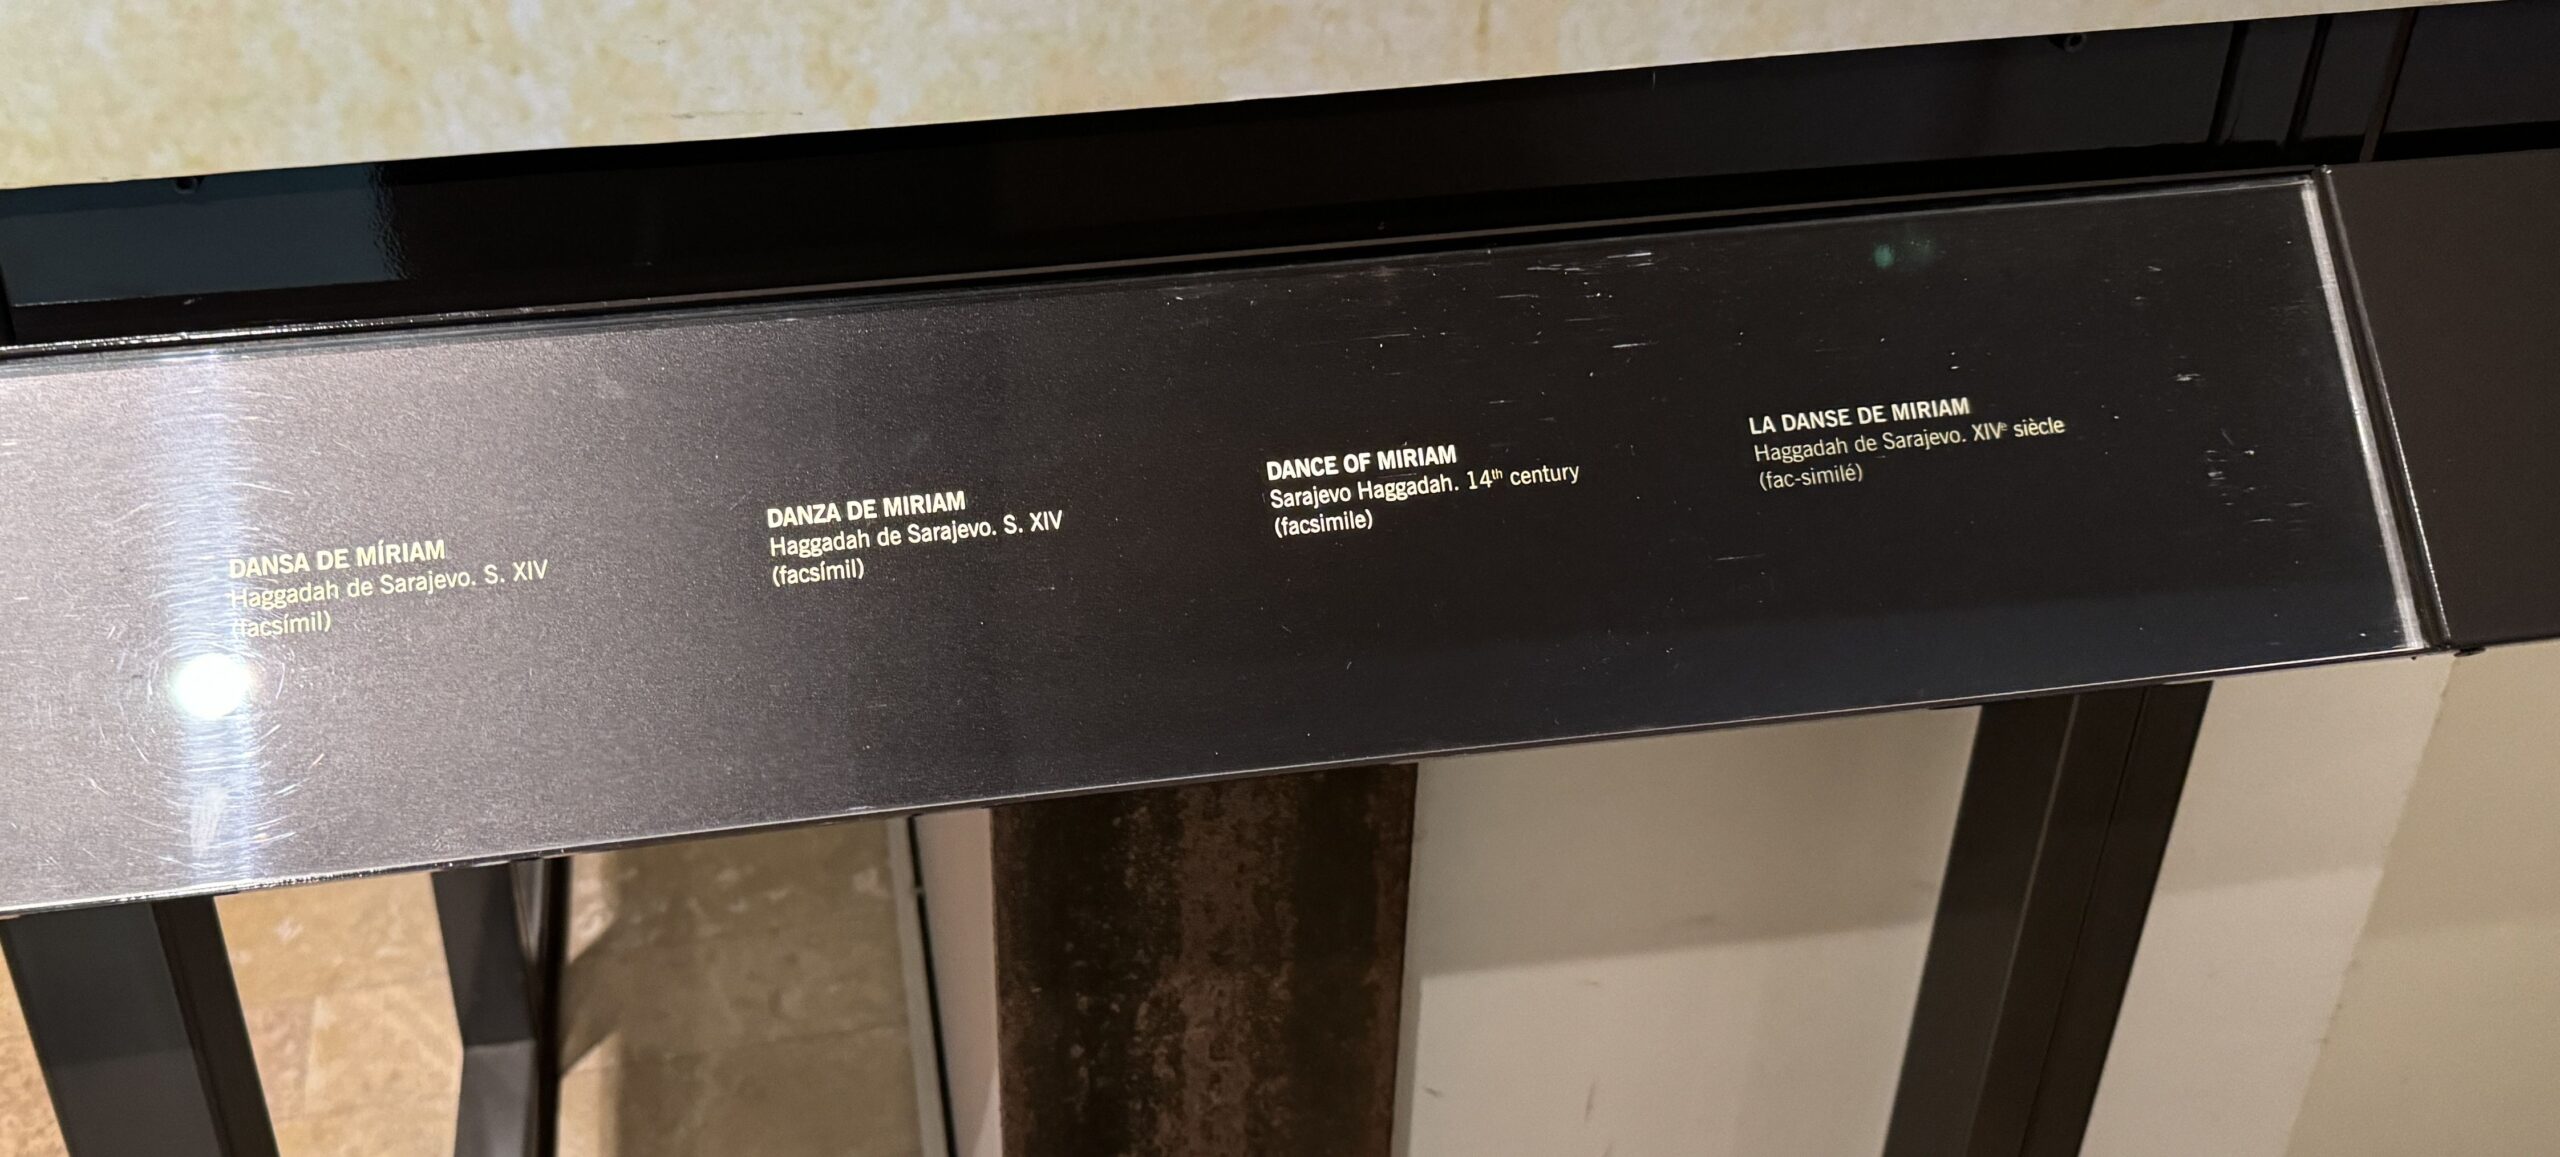 DANSA DE MÍRIAM
Haggadah de Sarajevo. S. XIV
(facsímil)
DANZA DE MIRIAM
Haggadah de Sarajevo. S. XIV
(facsímil)
DANCE OF MIRIAM
Sarajevo Haggadah. 14th century
(facsimile)
LA DANSE DE MIRIAM
Haggadah de Sarajevo. XIVe siècle
(fac-similé)